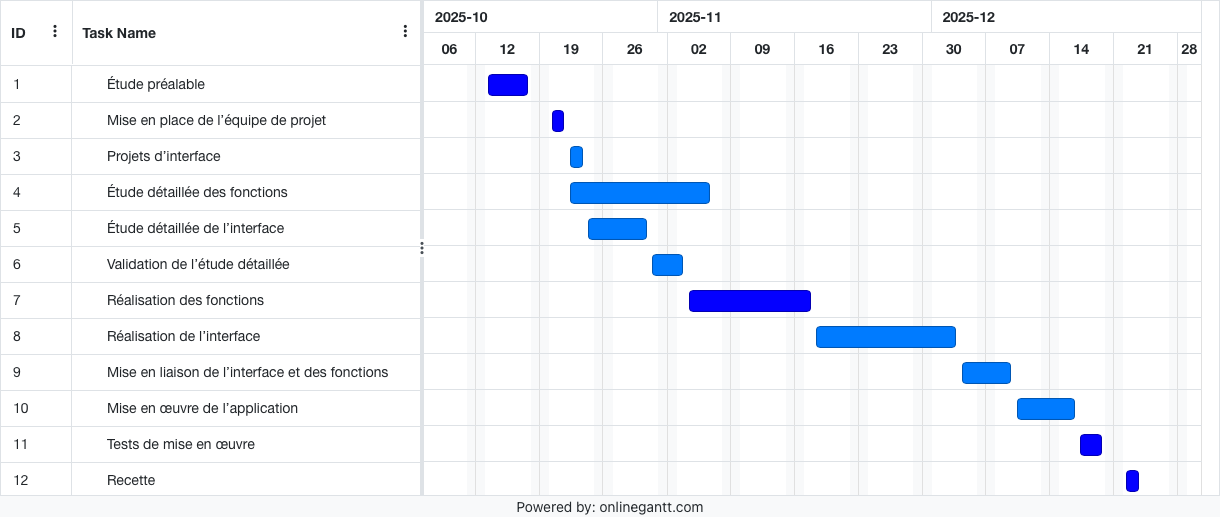 ID Task Name 2025-10 2025-11 2025-12
06 12 19 26 02 09 16 23 30 07 14 21 28
1 Étude préalable
2 Mise en place de l’équipe de projet
3 Projets d’interface
4 Étude détaillée des fonctions
5 Étude détaillée de l’interface
6 Validation de l’étude détaillée
7 Réalisation des fonctions
8 Réalisation de l’interface
9 Mise en liaison de l’interface et des fonctions
10 Mise en œuvre de l’application
11 Tests de mise en œuvre
12 Recette
Powered by: onlinegantt.com